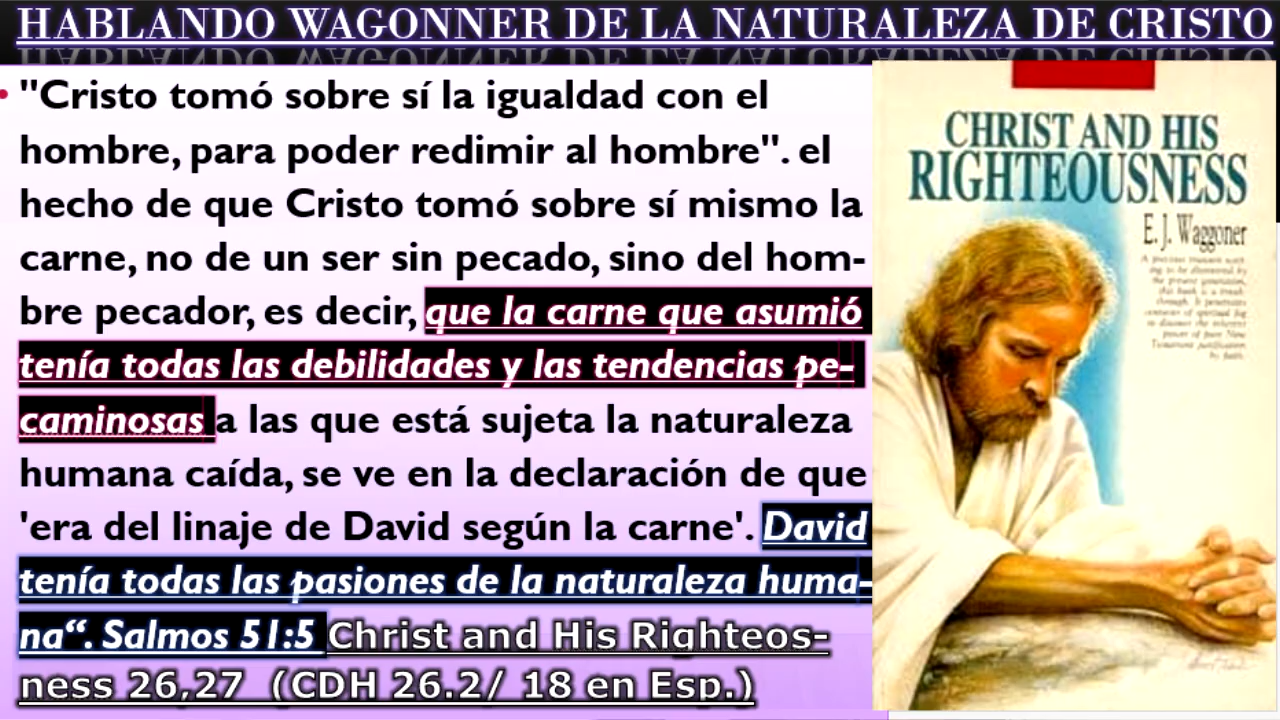 HABLANDO WAGONNER DE LA NATURALEZA DE CRISTO
• "Cristo tomó sobre sí la igualdad con el
hombre, para poder redimir al hombre". el
hecho de que Cristo tomó sobre sí mismo la
carne, no de un ser sin pecado, sino del hom-
bre pecador, es decir, que la carne que asumió
tenía todas las debilidades y las tendencias pe-
caminosas a las que está sujeta la naturaleza
humana caída, se ve en la declaración de que
'era del linaje de David según la carne'. David
tenía todas las pasiones de la naturaleza huma-
na“. Salmos 51:5 Christ and His Righteos-
ness 26,27 (CDH 26.2/ 18 en Esp.)
CHRIST AND HIS
RIGHTEOUSNESS
E. J. Waggoner